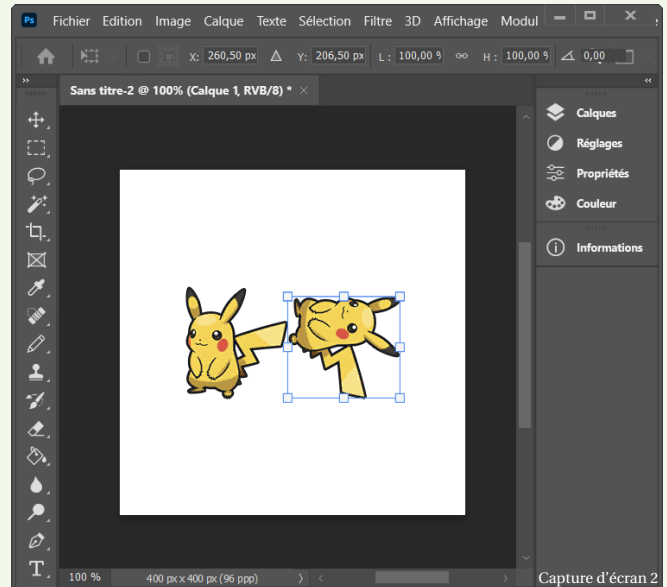 Ps Fichier Edition Image Calque Texte Sélection Filtre 3D Affichage Modul
X: 260,50 px Y: 206,50 px L : 100,00 % H : 100,00 % 0,00
Sans titre-2 @ 100% (Calque 1, RVB/8) * ×
Calques
Réglages
Propriétés
Couleur
Informations
T
100 % 400 px x 400 px (96 ppp)
Capture d'écran 2